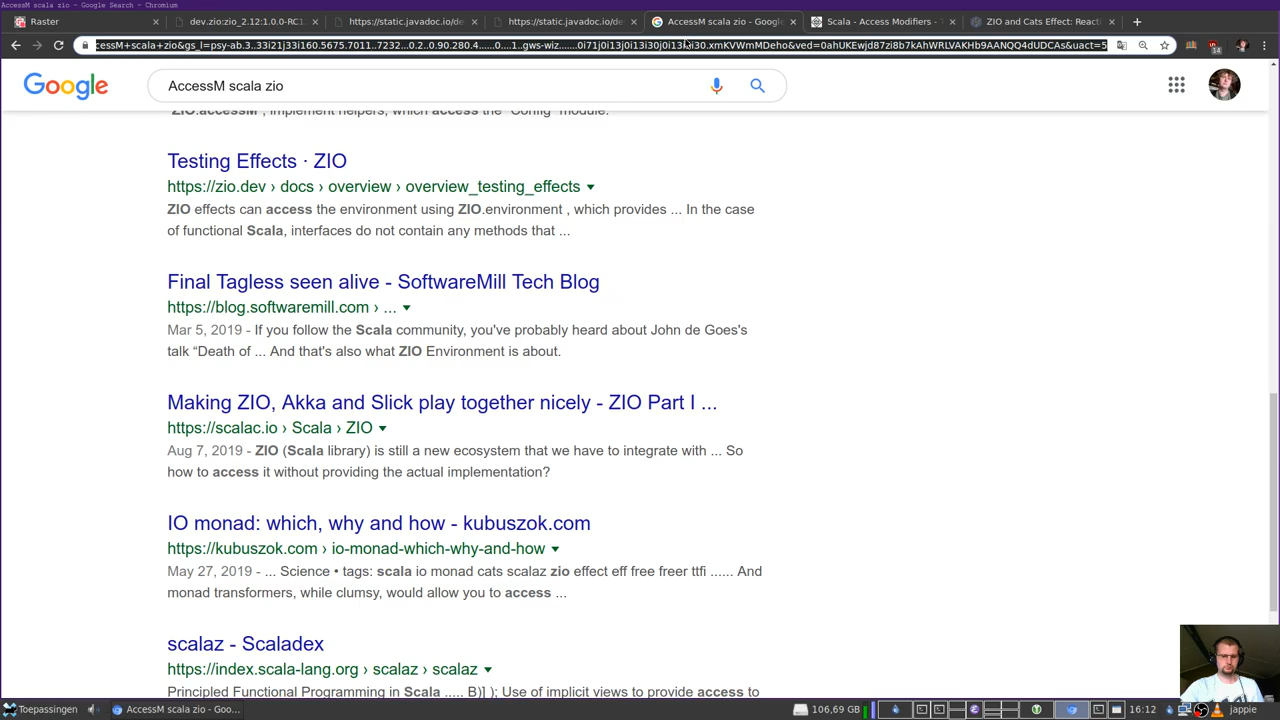 AccessM scala zio - Google Search - Chromium
Raster
dev.zio:zio_2.12:1.0.0-RC1
https://static.javadoc.io/de
https://static.javadoc.io/de
AccessM scala zio - Google
Scala - Access Modifiers - T
ZIO and Cats Effect: React
AccessM scala zio
"ZIO.accessM", implement helpers, which access the "Config" module.
Testing Effects · ZIO
https://zio.dev › docs › overview › overview_testing_effects
ZIO effects can access the environment using ZIO.environment , which provides ... In the case
of functional Scala, interfaces do not contain any methods that ...
Final Tagless seen alive - SoftwareMill Tech Blog
https://blog.softwaremill.com › ...
Mar 5, 2019 - If you follow the Scala community, you've probably heard about John de Goes's
talk “Death of ... And that's also what ZIO Environment is about.
Making ZIO, Akka and Slick play together nicely - ZIO Part I ...
https://scalac.io › Scala › ZIO
Aug 7, 2019 - ZIO (Scala library) is still a new ecosystem that we have to integrate with ... So
how to access it without providing the actual implementation?
IO monad: which, why and how - kubuszok.com
https://kubuszok.com › io-monad-which-why-and-how
May 27, 2019 - ... Science • tags: scala io monad cats scalaz zio effect eff free freer ttfi ...... And
monad transformers, while clumsy, would allow you to access ...
scalaz - Scaladex
https://index.scala-lang.org › scalaz › scalaz
Principled Functional Programming in Scala ..... B)] ); Use of implicit views to provide access to
Toepassingen
AccessM scala zio - Goo...
106,69 GB
16:12
jappie